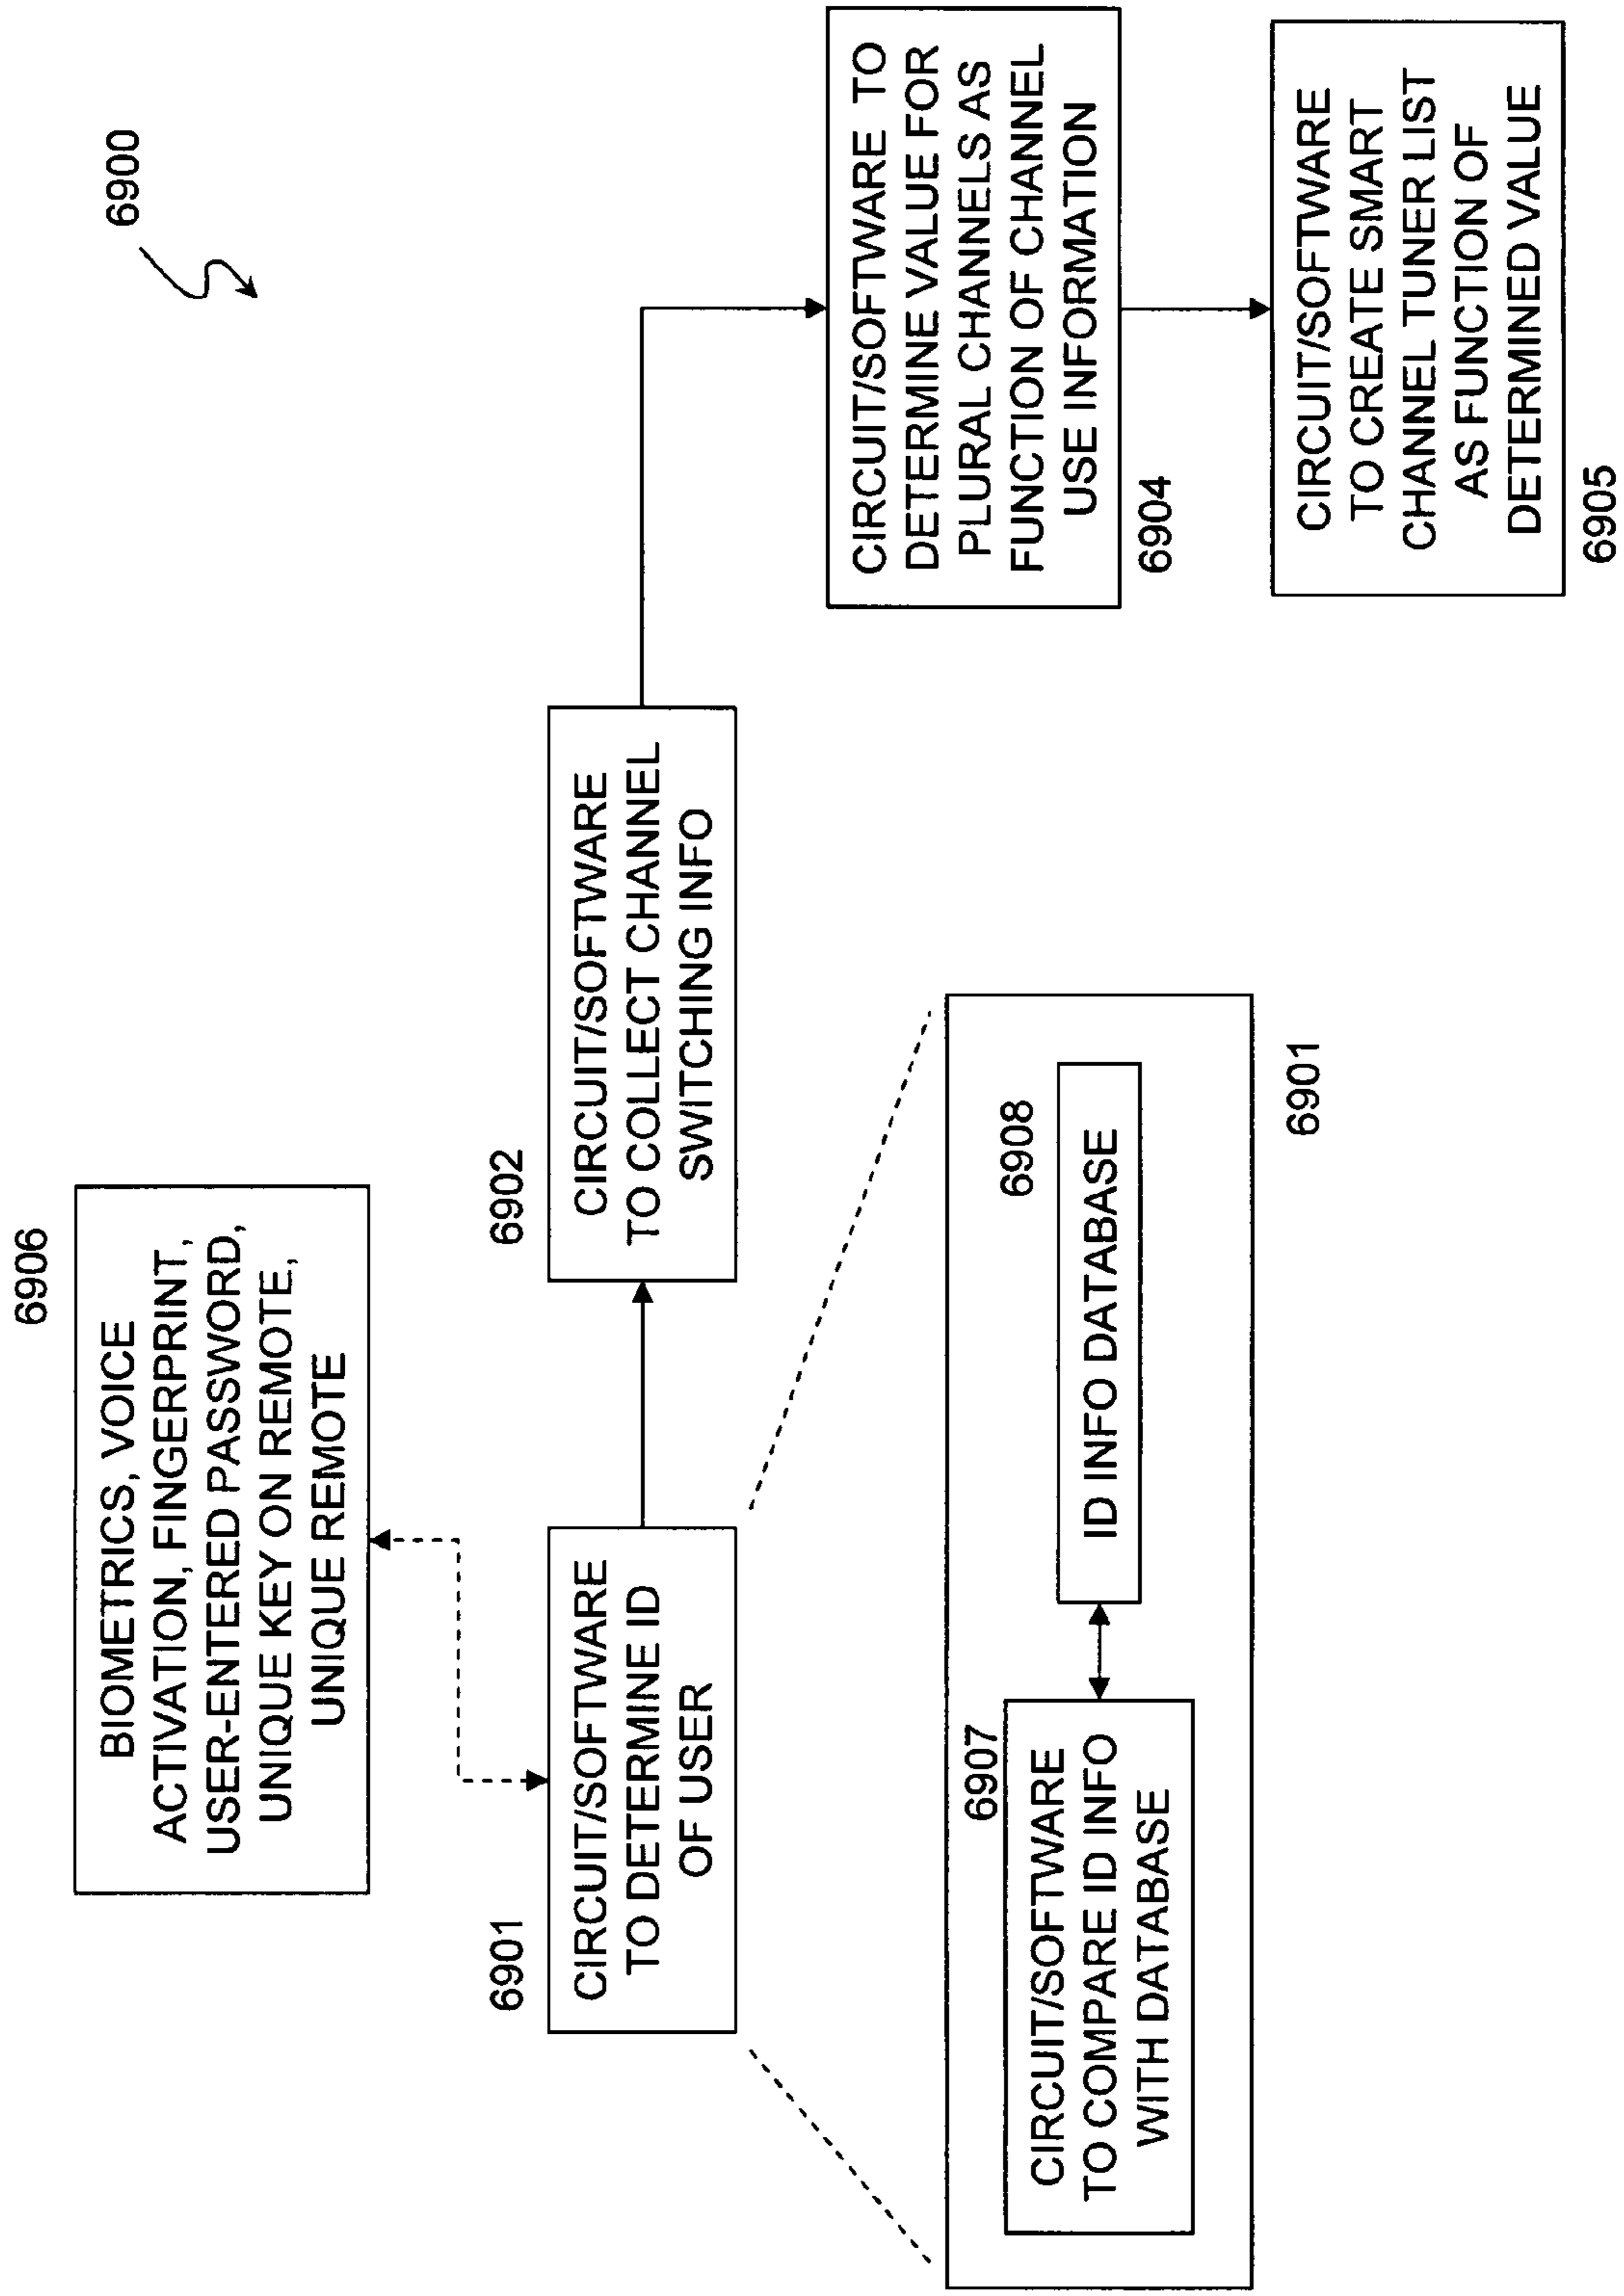 6900
6906
BIOMETRICS, VOICE
ACTIVATION, FINGERPRINT,
USER-ENTERED PASSWORD,
UNIQUE KEY ON REMOTE,
UNIQUE REMOTE
6901
CIRCUIT/SOFTWARE
TO DETERMINE ID
OF USER
6902
CIRCUIT/SOFTWARE
TO COLLECT CHANNEL
SWITCHING INFO
CIRCUIT/SOFTWARE TO
DETERMINE VALUE FOR
PLURAL CHANNELS AS
FUNCTION OF CHANNEL
USE INFORMATION
6904
CIRCUIT/SOFTWARE
TO CREATE SMART
CHANNEL TUNER LIST
AS FUNCTION OF
DETERMINED VALUE
6905
6907
CIRCUIT/SOFTWARE
TO COMPARE ID INFO
WITH DATABASE
6908
ID INFO DATABASE
6901